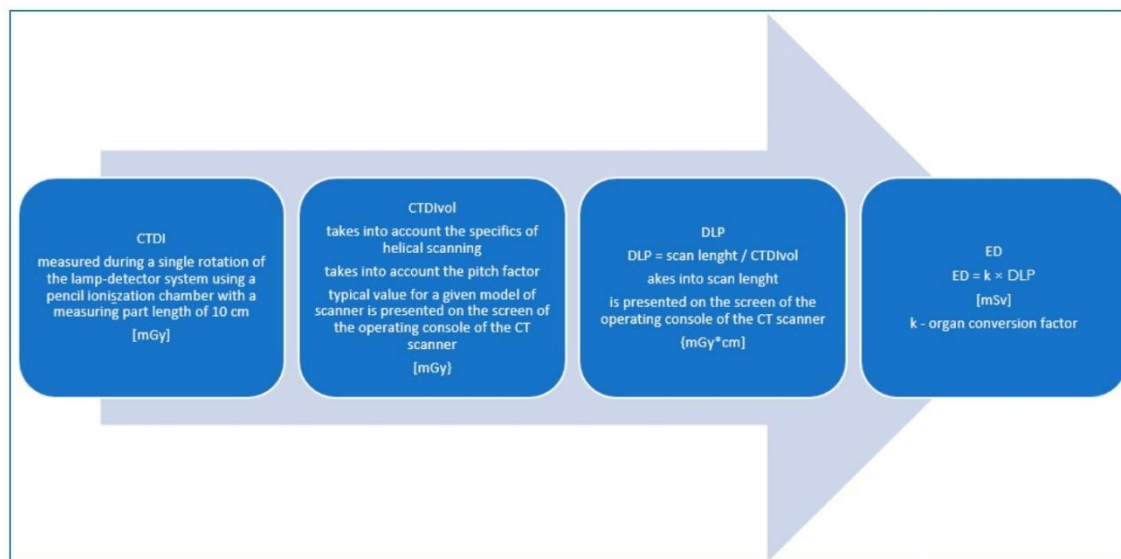 CTDI
measured during a single rotation of
the lamp-detector system using a
pencil ioniszation chamber with a
measuring part length of 10 cm
[mGy]
CTDIvol
takes into account the specifics of
helical scanning
takes into account the pitch factor
typical value for a given model of
scanner is presented on the screen of
the operating console of the CT
scanner
[mGy}
DLP
DLP = scan lenght / CTDIvol
akes into scan lenght
is presented on the screen of the
operating console of the CT scanner
{mGy*cm]
ED
ED = k × DLP
[mSv]
k - organ conversion factor